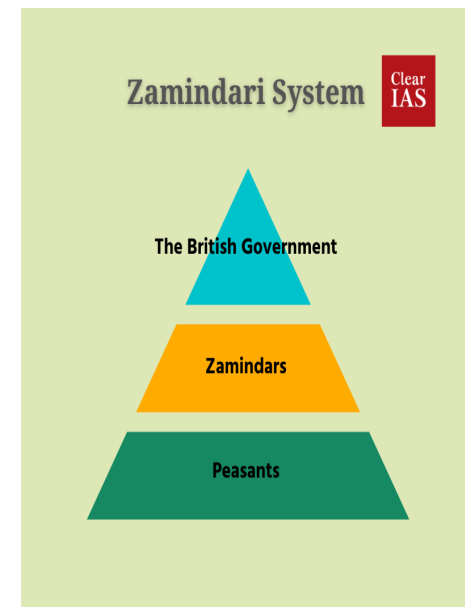 Zamindari System
Clear
IAS
The British Government
Zamindars
Peasants